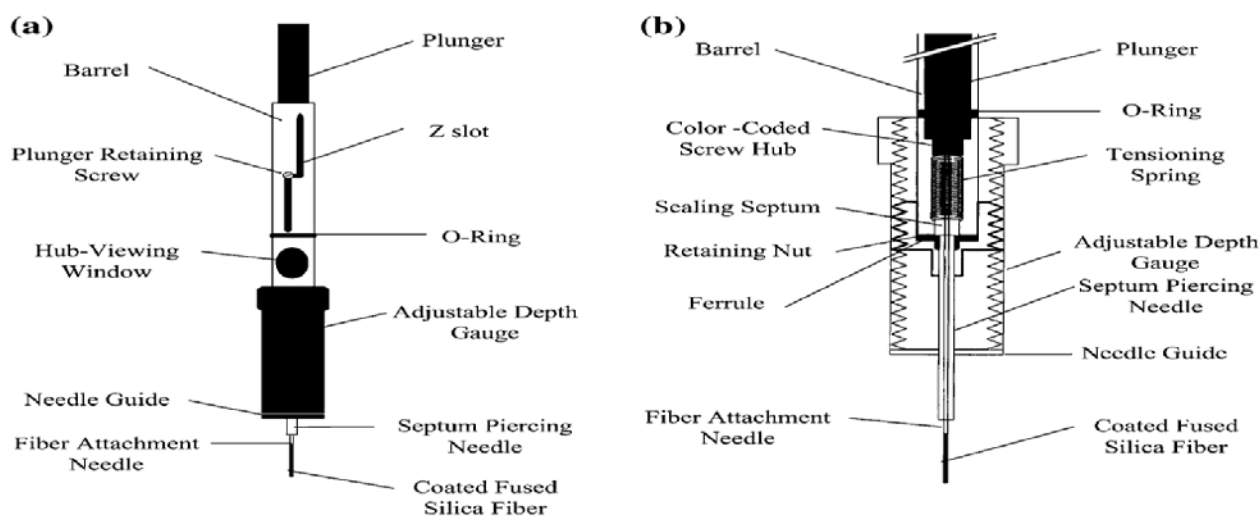 (a)
Plunger
Barrel
Z slot
Plunger Retaining
Screw
O-Ring
Hub-Viewing
Window
Adjustable Depth
Gauge
Needle Guide
Septum Piercing
Needle
Fiber Attachment
Needle
Coated Fused
Silica Fiber
(b)
Barrel
Plunger
O-Ring
Color -Coded
Screw Hub
Tensioning
Spring
Sealing Septum
Retaining Nut
Adjustable Depth
Gauge
Ferrule
Septum Piercing
Needle
Needle Guide
Fiber Attachment
Needle
Coated Fused
Silica Fiber